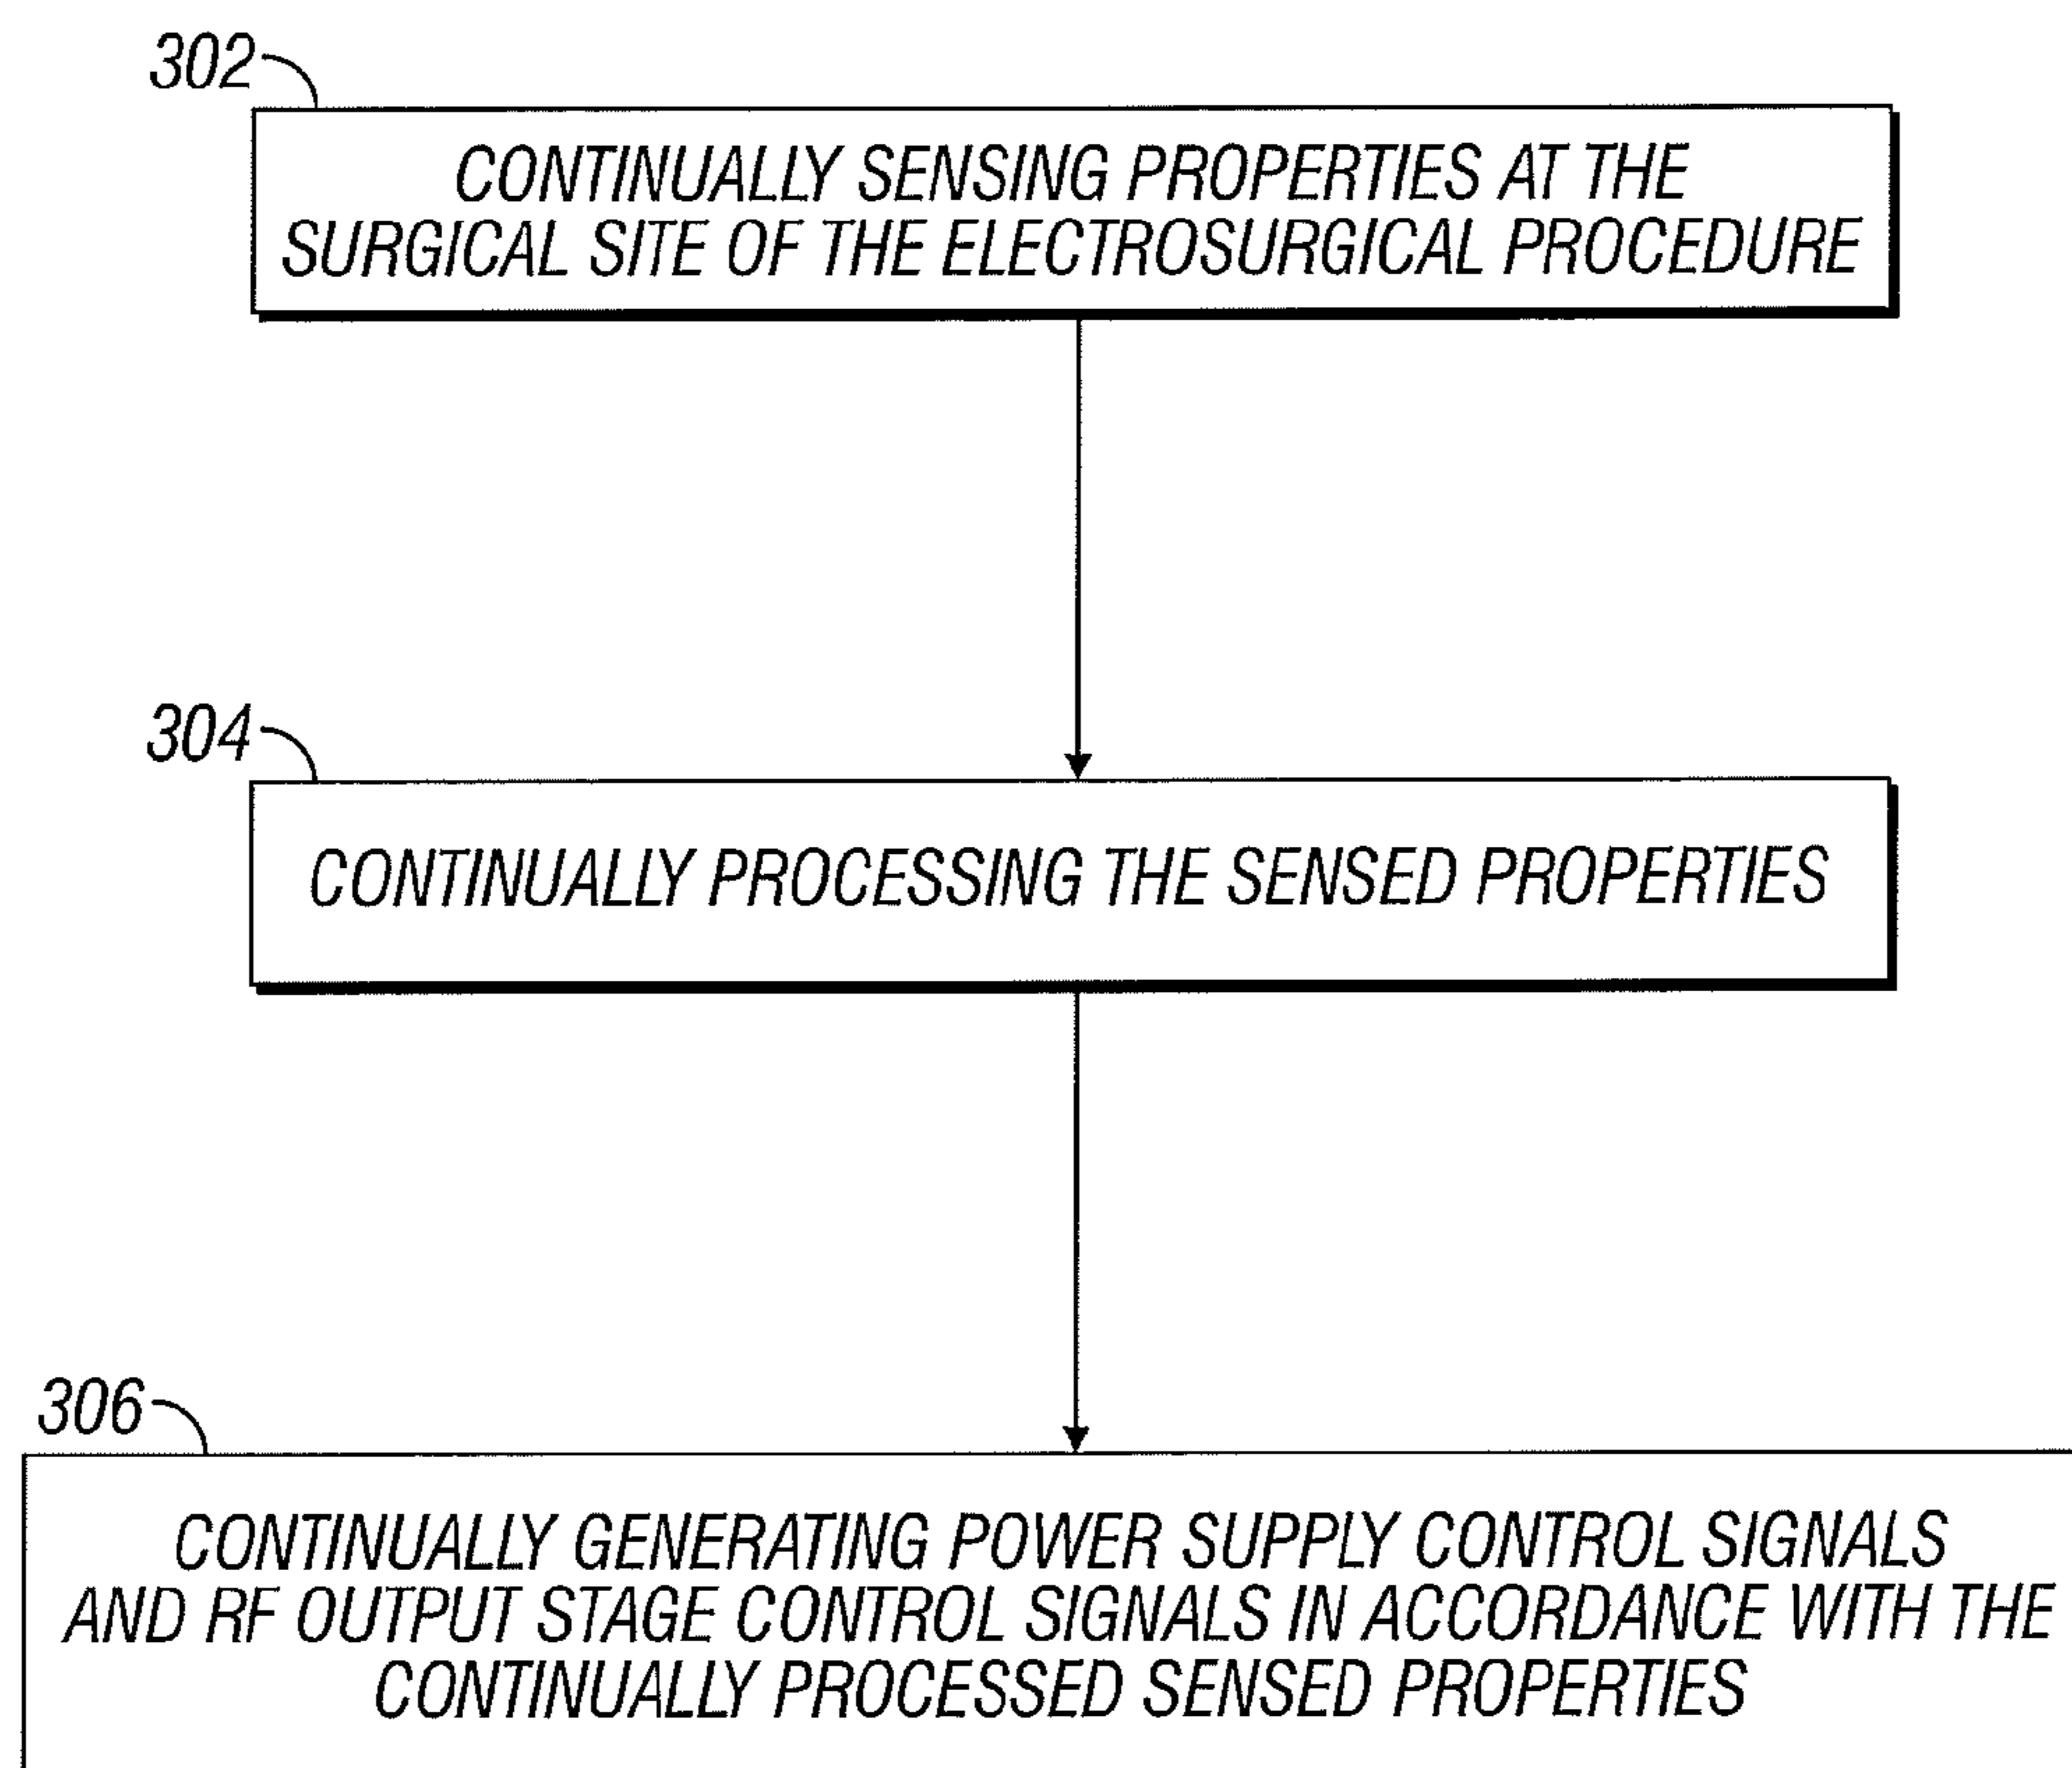 302
CONTINUALLY SENSING PROPERTIES AT THE
SURGICAL SITE OF THE ELECTROSURGICAL PROCEDURE
304
CONTINUALLY PROCESSING THE SENSED PROPERTIES
306
CONTINUALLY GENERATING POWER SUPPLY CONTROL SIGNALS
AND RF OUTPUT STAGE CONTROL SIGNALS IN ACCORDANCE WITH THE
CONTINUALLY PROCESSED SENSED PROPERTIES